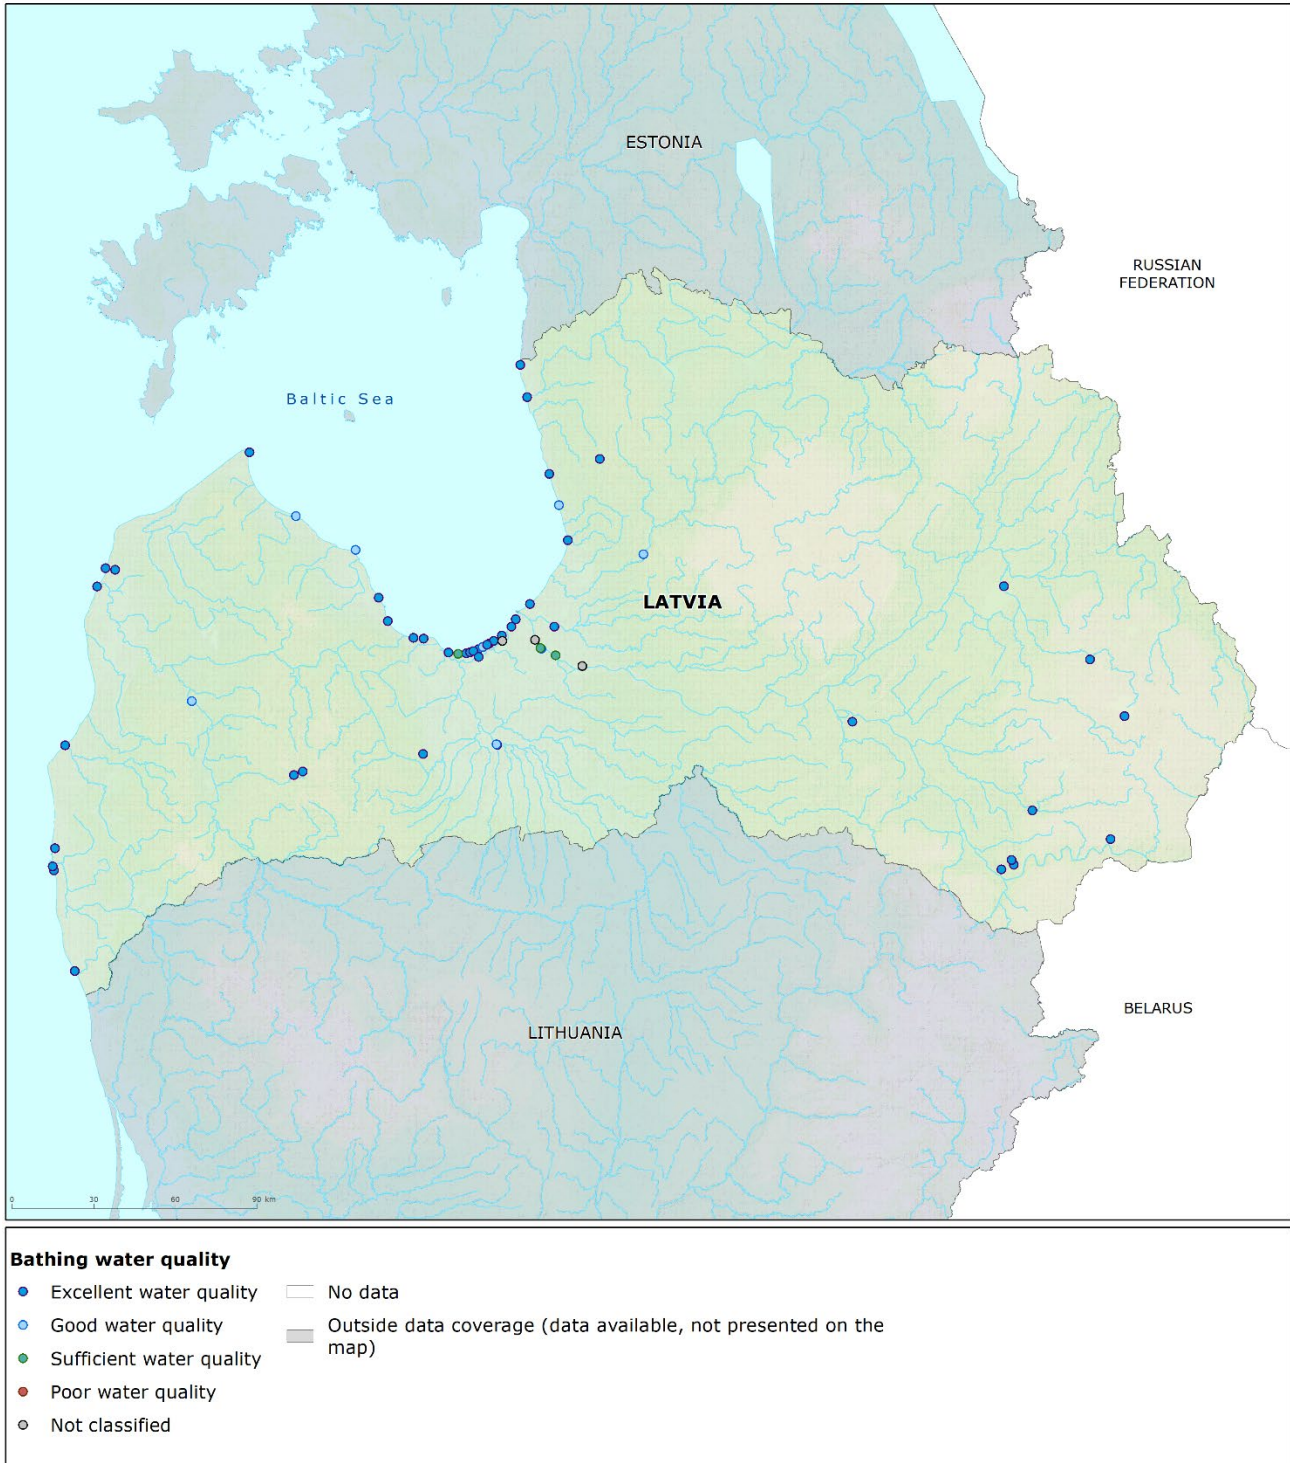 ESTONIA
RUSSIAN
FEDERATION
Baltic Sea
LATVIA
BELARUS
LITHUANIA
0 30 60 90 km
Bathing water quality
Excellent water quality
Good water quality
Sufficient water quality
Poor water quality
Not classified
No data
Outside data coverage (data available, not presented on the
map)